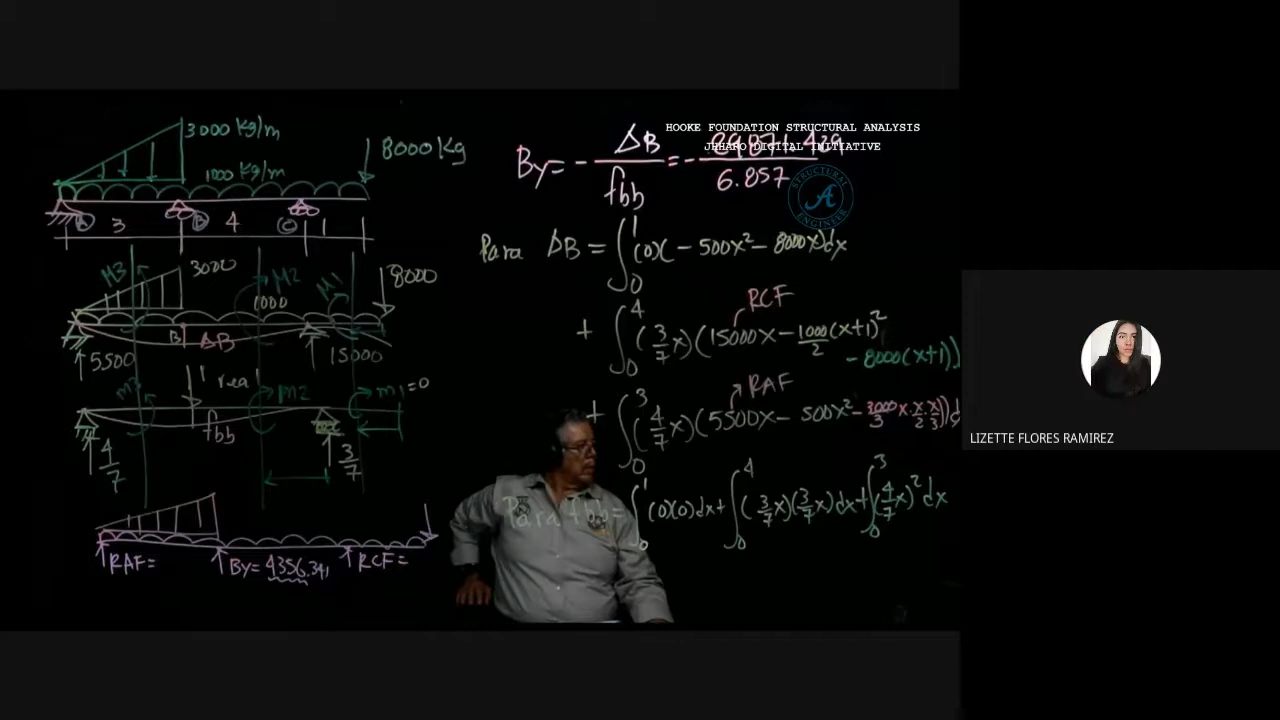 3000 Kg/m
8000 Kg
1000 Kg/m
A 3 B 4 C 1
M3 3000 M2 M1 8000
1000
B ΔB
5500 15000
1 real
m3 m2 m1=0
fbb
4/7 3/7
RAF= By=4356.341 RCF=
HOOKE FOUNDATION STRUCTURAL ANALYSIS
JHHARO DIGITAL INITIATIVE
STRUCTURAL
A
ENGINEER
By = - ΔB/fbb = - /6.857
Para ΔB = ∫₀¹ (0)( - 500x² - 8000x)dx
RCF
+ ∫₀⁴ (3/7 x)(15000x - 1000/2 (x+1)²
- 8000(x+1))
RAF
+ ∫₀³ (4/7 x)(5500x - 500x² - 3000/3 x · x/2 · x/3))d
Para fbb = ∫₀¹ (0)(0)dx + ∫₀⁴ (3/7 x)(3/7 x)dx + ∫₀³ (4/7 x)² dx
LIZETTE FLORES RAMIREZ